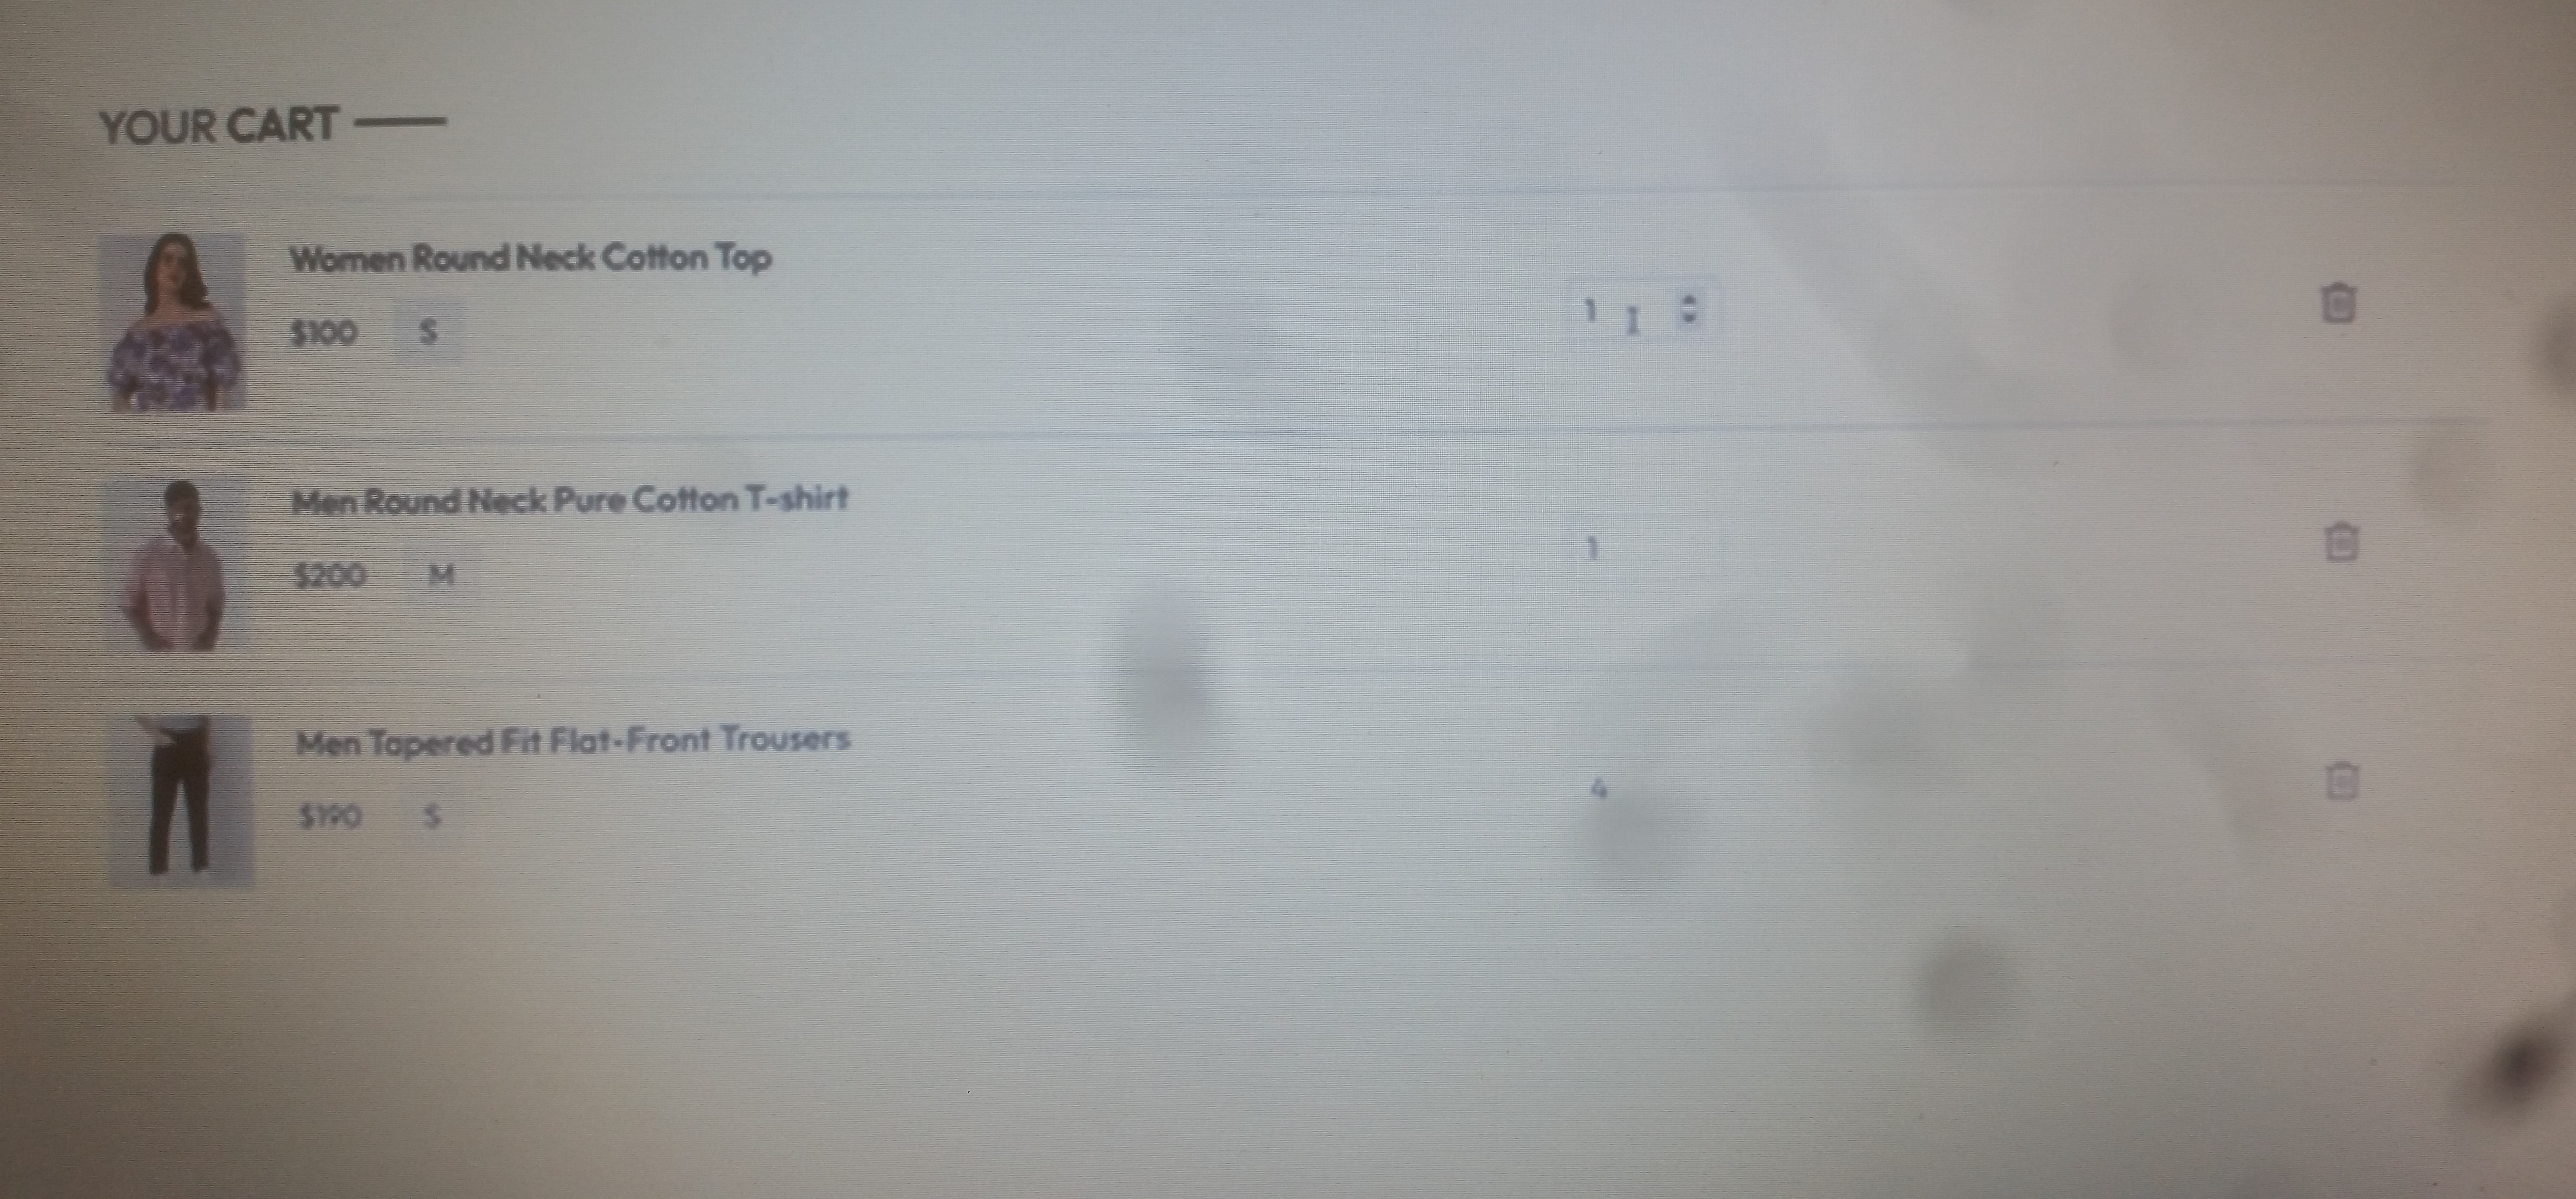 YOUR CART
Women Round Neck Cotton Top
$100 S
1
Men Round Neck Pure Cotton T-shirt
$200 M
1
Men Tapered Fit Flat-Front Trousers
$190 S
4